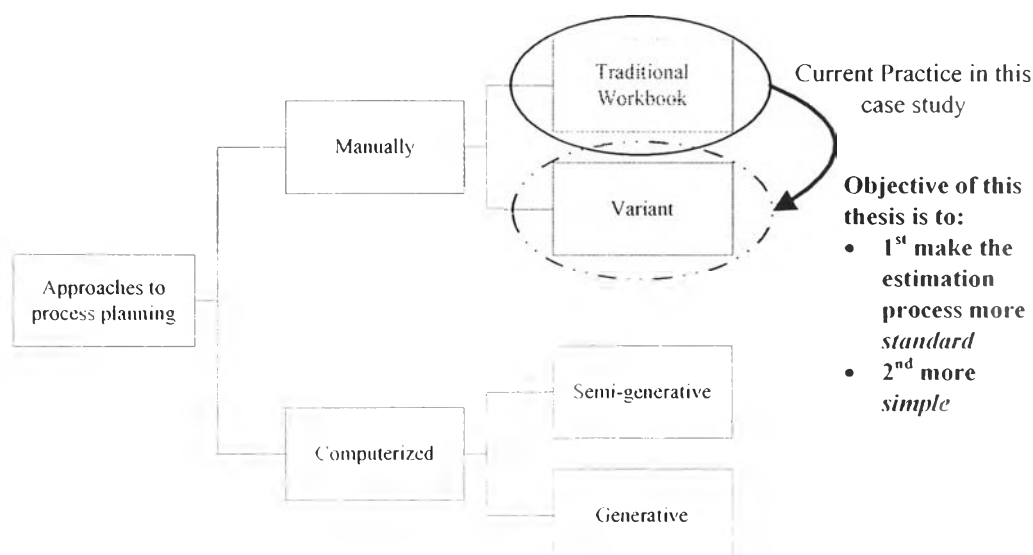 Traditional
Workbook
Current Practice in this
case study
Manually
Variant
Objective of this
thesis is to:
• 1st make the
estimation
process more
standard
• 2nd more
simple
Approaches to
process planning
Semi-generative
Computerized
Generative